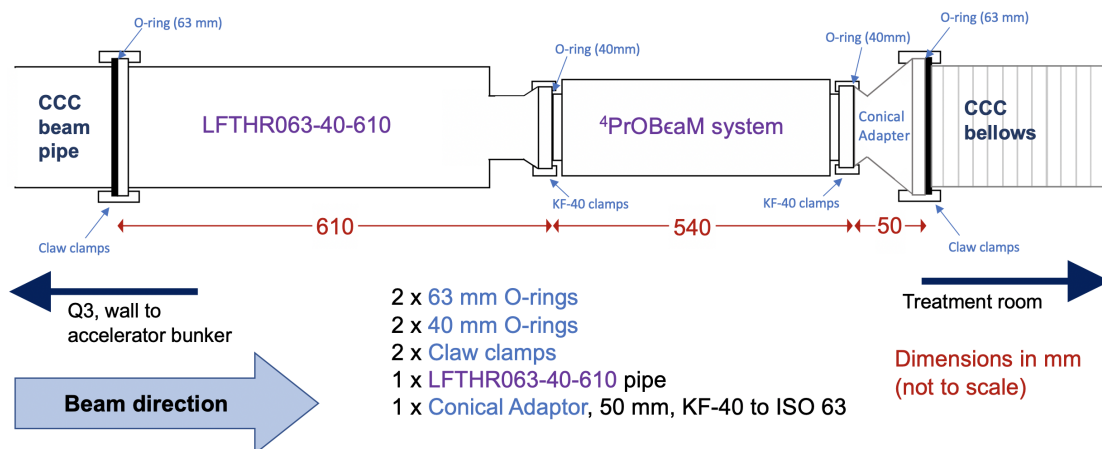 O-ring (63 mm)
O-ring (63 mm)
O-ring (40mm)
O-ring (40mm)
CCC
beam
pipe
LFTHR063-40-610
⁴PrOBϵaM system
Conical
Adapter
CCC
bellows
KF-40 clamps
KF-40 clamps
610
540
50
Claw clamps
Claw clamps
Q3, wall to
accelerator bunker
Treatment room
2 x 63 mm O-rings
2 x 40 mm O-rings
2 x Claw clamps
1 x LFTHR063-40-610 pipe
1 x Conical Adaptor, 50 mm, KF-40 to ISO 63
Dimensions in mm
(not to scale)
Beam direction